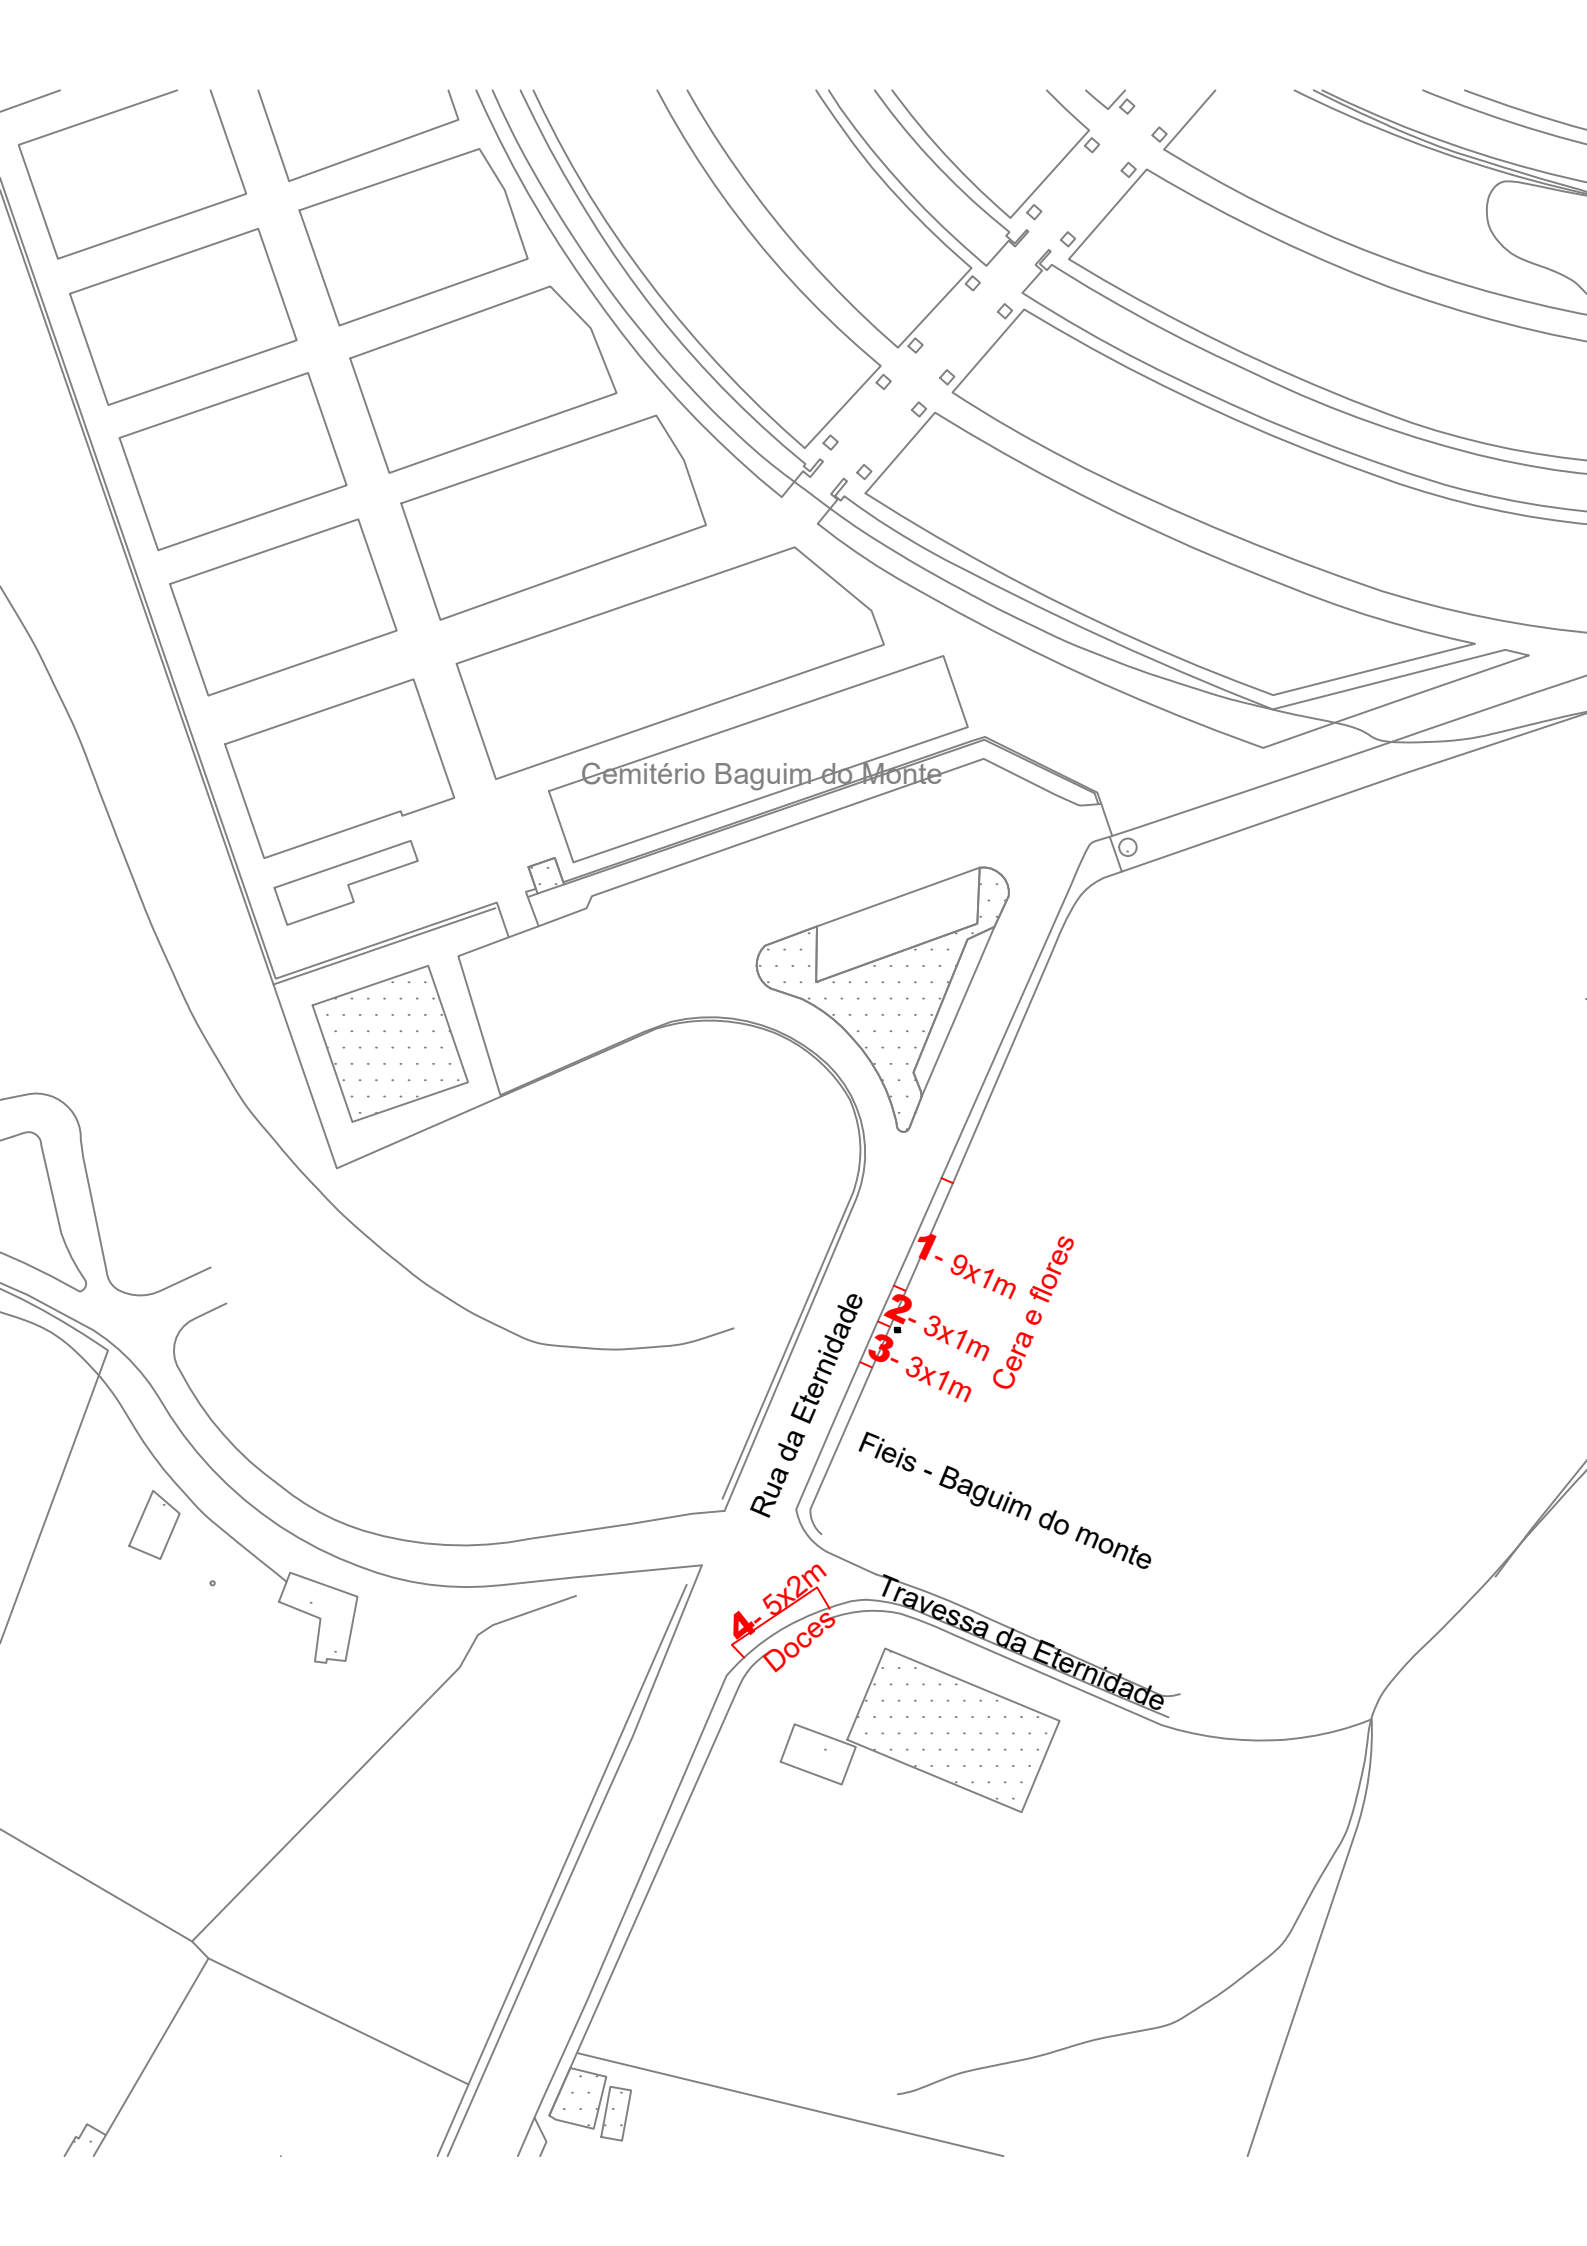 Cemitério Baguim do Monte
1- 9x1m
2- 3x1m
3- 3x1m
Cera e flores
Rua da Eternidade
Fieis - Baguim do monte
Travessa da Eternidade
4- 5x2m
Doces